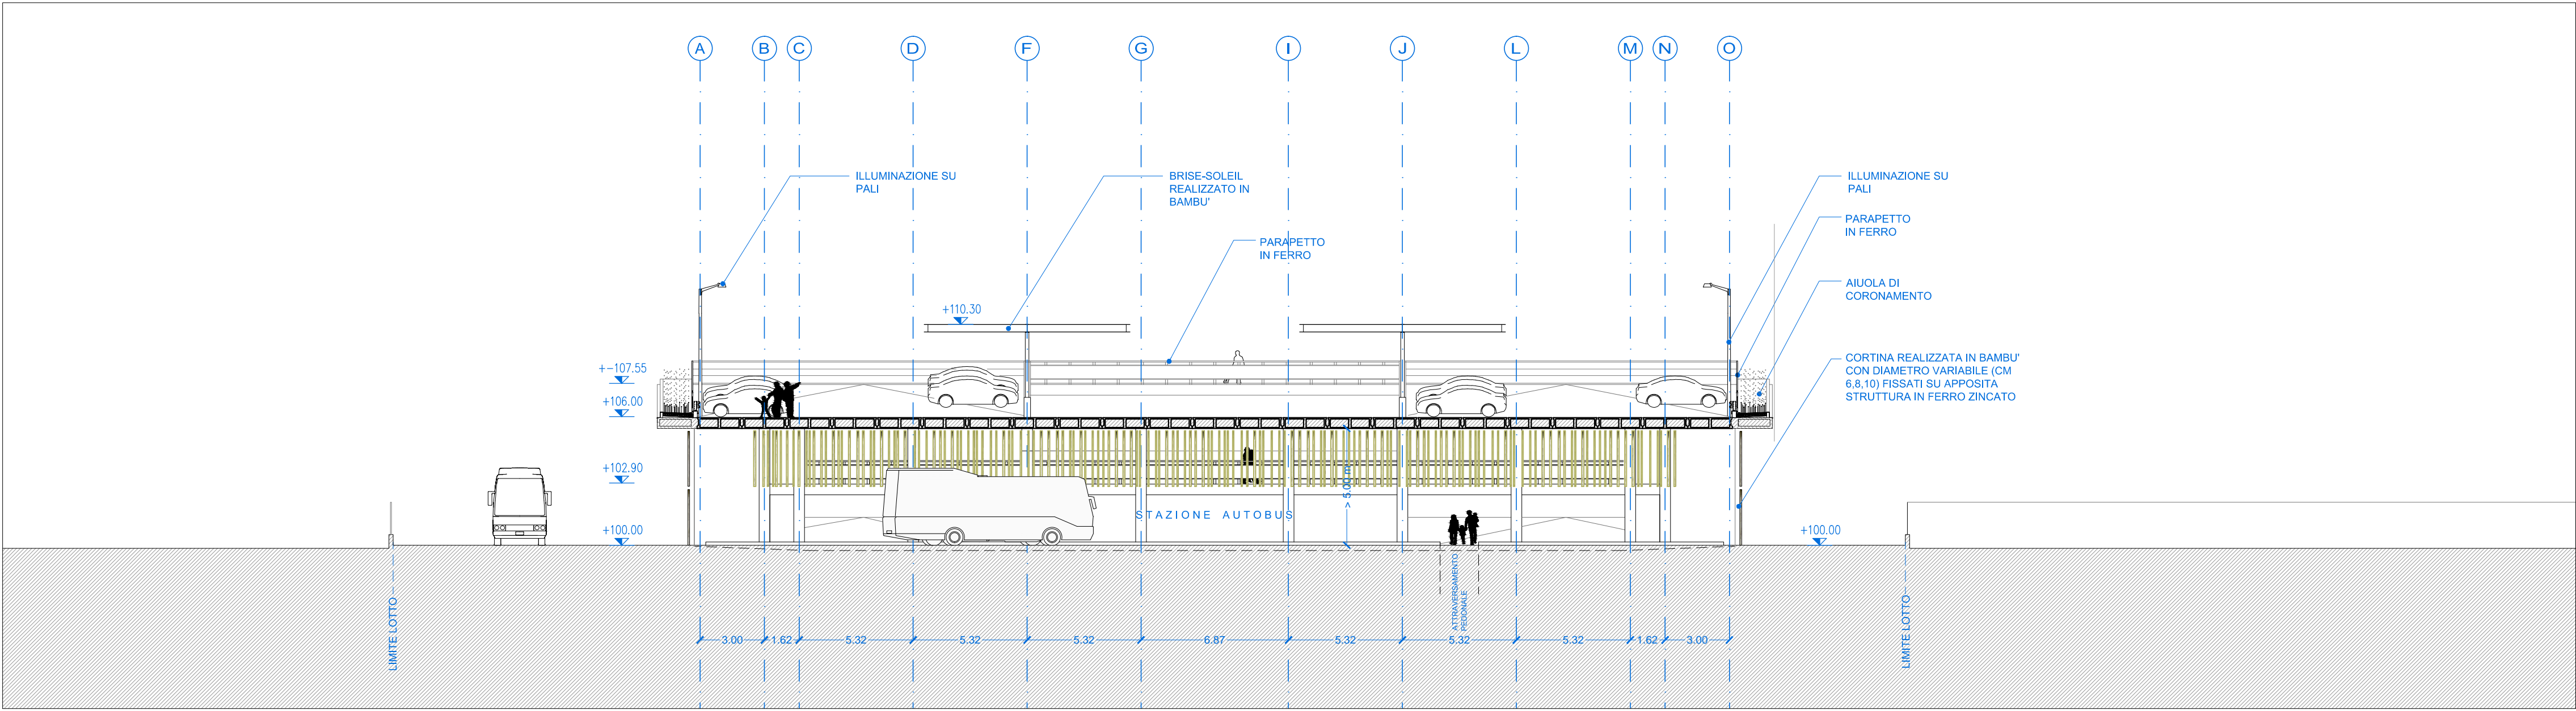 A B C D F G I J L M N O
ILLUMINAZIONE SU
PALI
BRISE-SOLEIL
REALIZZATO IN
BAMBU'
PARAPETTO
IN FERRO
ILLUMINAZIONE SU
PALI
PARAPETTO
IN FERRO
AIUOLA DI
CORONAMENTO
CORTINA REALIZZATA IN BAMBU'
CON DIAMETRO VARIABILE (CM
6,8,10) FISSATI SU APPOSITA
STRUTTURA IN FERRO ZINCATO
+110.30
+-107.55
+106.00
+102.90
+100.00
> 5.00 m
STAZIONE AUTOBUS
+100.00
LIMITE LOTTO
ATTRAVERSAMENTO
PEDONALE
LIMITE LOTTO
3.00 1.62 5.32 5.32 5.32 6.87 5.32 5.32 5.32 1.62 3.00